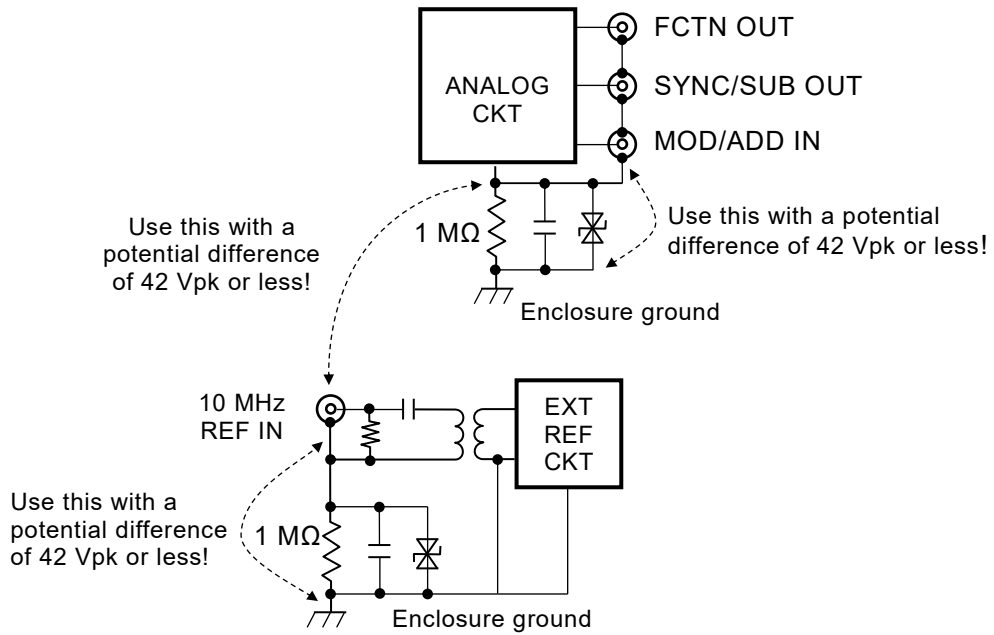 FCTN OUT
ANALOG
CKT
SYNC/SUB OUT
MOD/ADD IN
Use this with a
potential difference
of 42 Vpk or less!
1 MΩ
Use this with a potential
difference of 42 Vpk or less!
Enclosure ground
10 MHz
REF IN
EXT
REF
CKT
Use this with a
potential difference
of 42 Vpk or less!
1 MΩ
Enclosure ground